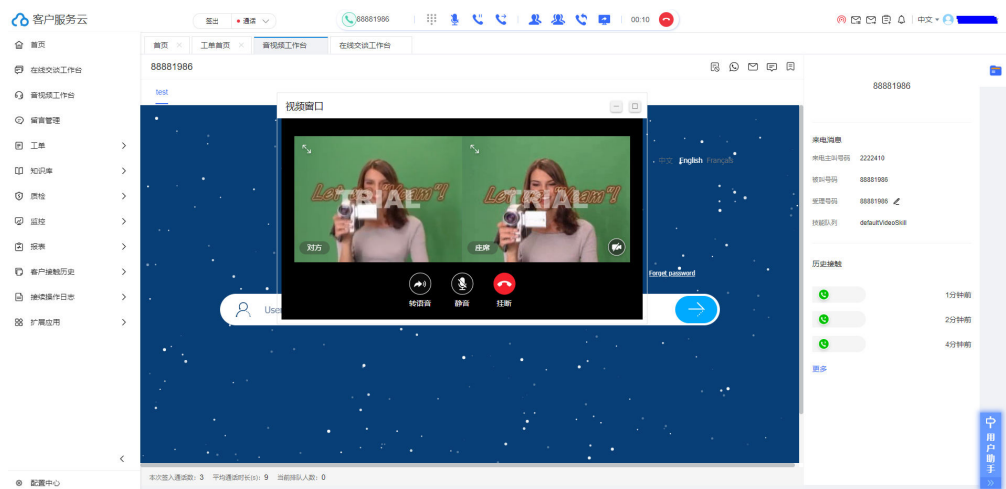 客户服务云
签出
通话
88881986
00:10
中文
首页
工单首页
音视频工作台
在线交谈工作台
首页
在线交谈工作台
音视频工作台
留言管理
工单
知识库
质检
监控
报表
客户接触历史
接续操作日志
扩展应用
配置中心
88881986
test
视频窗口
TRIAL
TRIAL
对方
座席
转语音
静音
挂断
中文 English Français
Forget password
User
88881986
来电消息
来电主叫号码 2222410
被叫号码 88881986
受理号码 88881986
技能队列 defaultVideoSkill
历史接触
1分钟前
2分钟前
4分钟前
更多
用户助手
本次签入通话数: 3 平均通话时长(s): 9 当前排队人数: 0